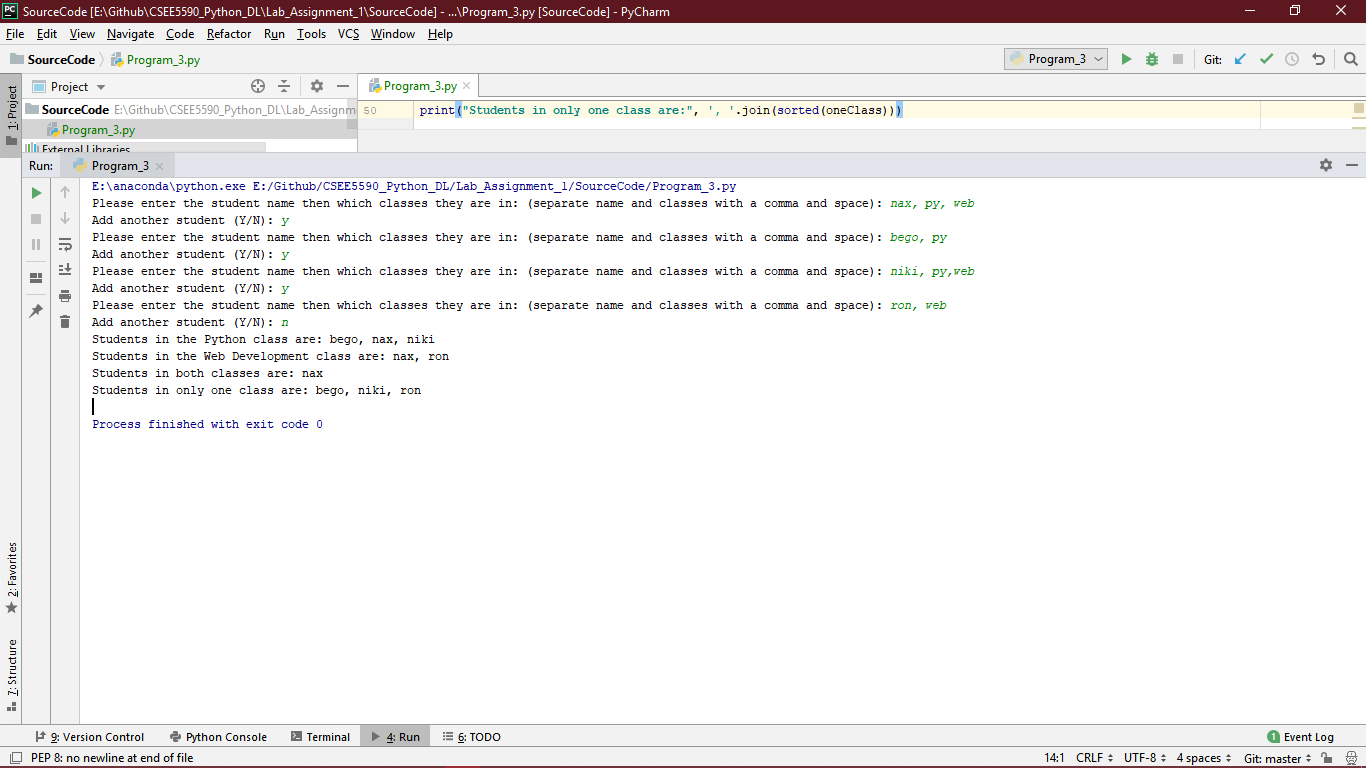 PC SourceCode [E:\Github\CSEE5590_Python_DL\Lab_Assignment_1\SourceCode] - ...\Program_3.py [SourceCode] - PyCharm
File Edit View Navigate Code Refactor Run Tools VCS Window Help
SourceCode Program_3.py Program_3 Git:
1: Project
Project
Program_3.py
SourceCode E:\Github\CSEE5590_Python_DL\Lab_Assignm
50 print("Students in only one class are:", ', '.join(sorted(oneClass)))
Program_3.py
External Libraries
Run: Program_3
E:\anaconda\python.exe E:/Github/CSEE5590_Python_DL/Lab_Assignment_1/SourceCode/Program_3.py
Please enter the student name then which classes they are in: (separate name and classes with a comma and space): nax, py, web
Add another student (Y/N): y
Please enter the student name then which classes they are in: (separate name and classes with a comma and space): bego, py
Add another student (Y/N): y
Please enter the student name then which classes they are in: (separate name and classes with a comma and space): niki, py,web
Add another student (Y/N): y
Please enter the student name then which classes they are in: (separate name and classes with a comma and space): ron, web
Add another student (Y/N): n
Students in the Python class are: bego, nax, niki
Students in the Web Development class are: nax, ron
Students in both classes are: nax
Students in only one class are: bego, niki, ron
Process finished with exit code 0
2: Favorites
7: Structure
9: Version Control Python Console Terminal 4: Run 6: TODO 1 Event Log
PEP 8: no newline at end of file 14:1 CRLF UTF-8 4 spaces Git: master